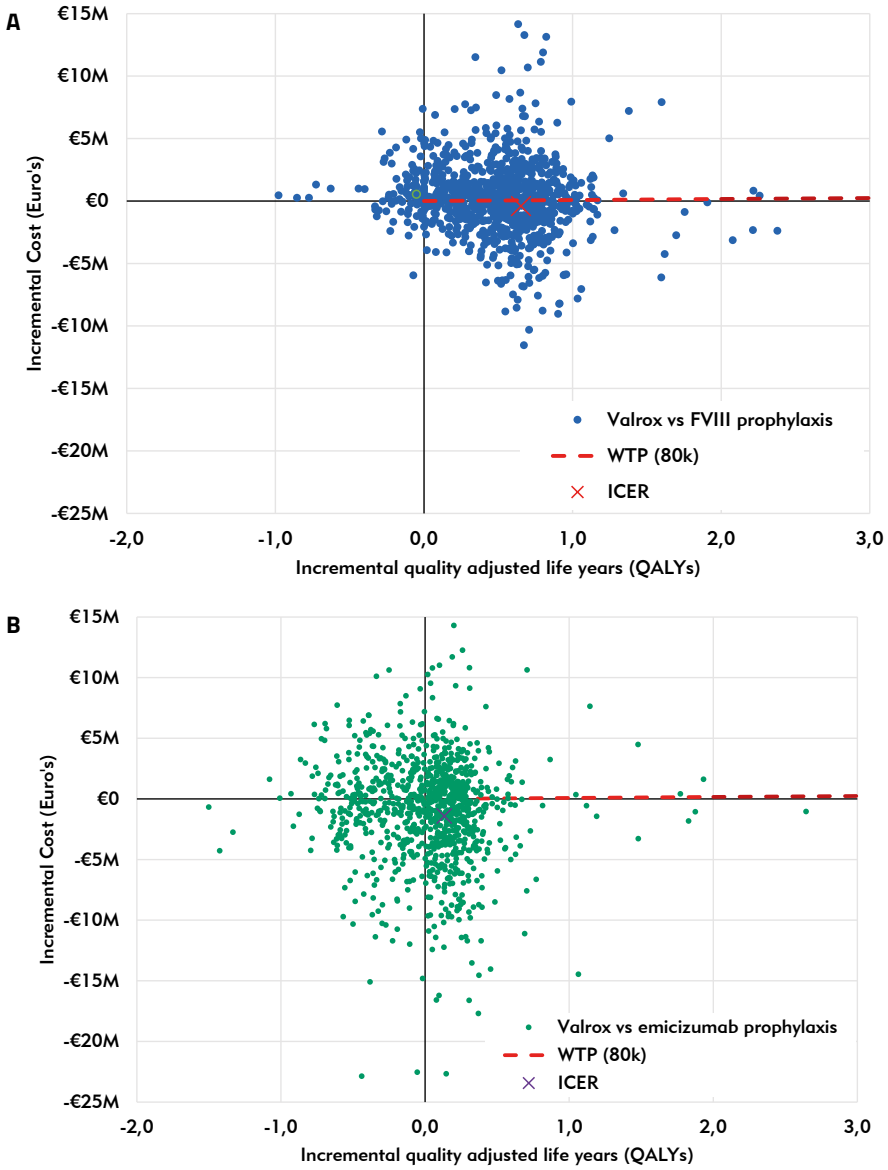 A
€15M
€10M
€5M
€0
-€5M
-€10M
-€15M
-€20M
-€25M
Incremental Cost (Euro's)
Valrox vs FVIII prophylaxis
WTP (80k)
ICER
-2,0 -1,0 0,0 1,0 2,0 3,0
Incremental quality adjusted life years (QALYs)
B
€15M
€10M
€5M
€0
-€5M
-€10M
-€15M
-€20M
-€25M
Incremental Cost (Euro's)
Valrox vs emicizumab prophylaxis
WTP (80k)
ICER
-2,0 -1,0 0,0 1,0 2,0 3,0
Incremental quality adjusted life years (QALYs)